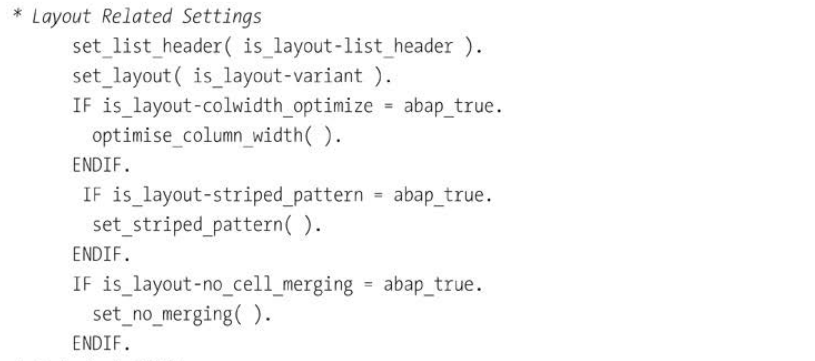 * Layout Related Settings
set_list_header( is_layout-list_header ).
set_layout( is_layout-variant ).
IF is_layout-colwidth_optimize = abap_true.
optimise_column_width( ).
ENDIF.
IF is_layout-striped_pattern = abap_true.
set_striped_pattern( ).
ENDIF.
IF is_layout-no_cell_merging = abap_true.
set_no_merging( ).
ENDIF.